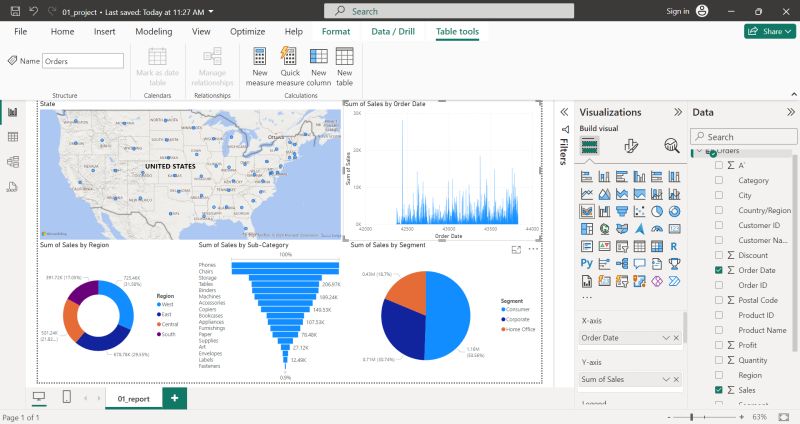 01_project • Last saved: Today at 11:27 AM
Search
Sign in
File Home Insert Modeling View Optimize Help Format Data / Drill Table tools
Share
Name Orders
Mark as date table
Manage relationships
New measure
Quick measure
New column
New table
Structure Calendars Relationships Calculations
State
UNITED STATES
Ottawa
Sum of Sales by Order Date
Sum of Sales
30K
20K
10K
0K
42000 42500 43000 43500 44000
Order Date
Sum of Sales by Region
725.46K (31.58%)
678.78K (29.55%)
391.72K (17.05%)
Region
West
East
Central
South
Sum of Sales by Sub-Category
100%
Phones
Chairs
Storage
Tables
Binders
Machines
Accessories
Copiers
Bookcases
Appliances
Furnishings
Paper
Supplies
Art
Envelopes
Labels
Fasteners
206.97K
189.24K
149.53K
107.53K
78.48K
27.12K
12.49K
0.9%
Sum of Sales by Segment
0.43M (18.7%)
0.71M (30.74%)
1.16M (50.56%)
Segment
Consumer
Corporate
Home Office
Filters
Visualizations
Build visual
X-axis
Order Date
Y-axis
Sum of Sales
Legend
Data
Search
Orders
A'
Category
City
Country/Region
Customer ID
Customer Na...
Discount
Order Date
Order ID
Postal Code
Product ID
Product Name
Profit
Quantity
Region
Sales
Segment
01_report
Page 1 of 1
63%